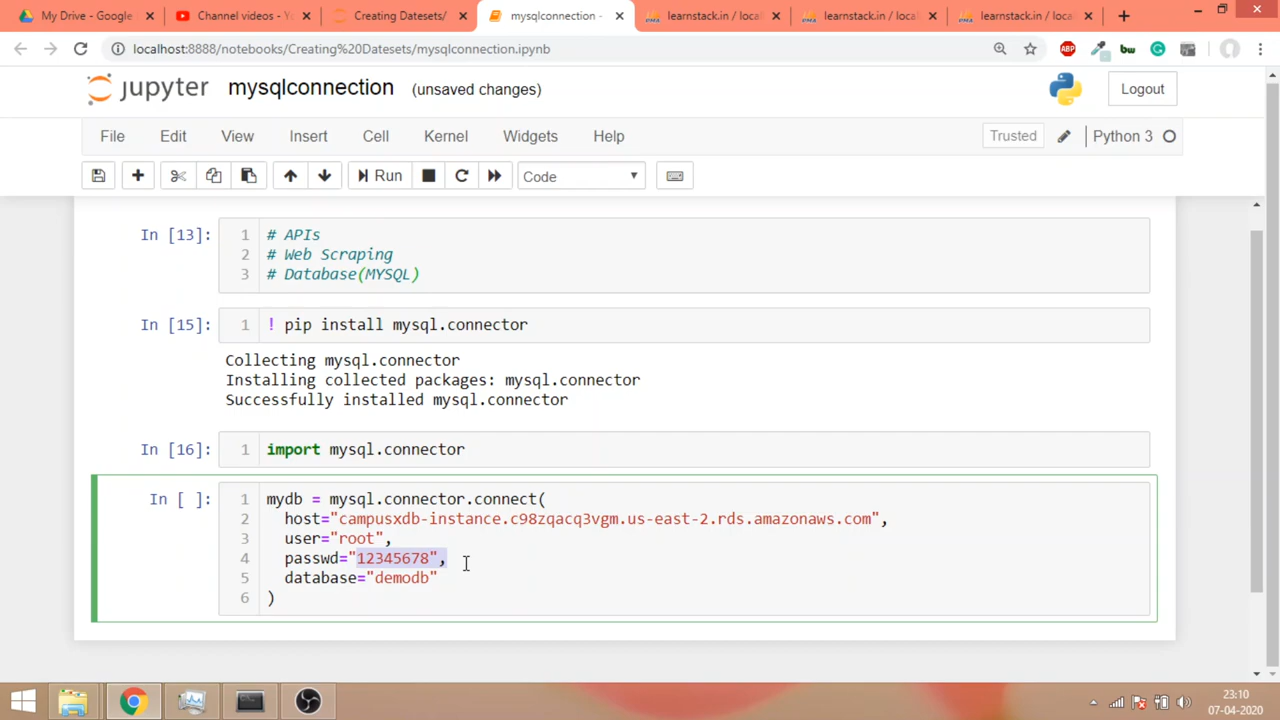 My Drive - Google
Channel videos - Y
Creating Datesets/
mysqlconnection -
learnstack.in / local
learnstack.in / loca
learnstack.in / local
localhost:8888/notebooks/Creating%20Datesets/mysqlconnection.ipynb
ABP
bw
G
jupyter mysqlconnection (unsaved changes)
Logout
File Edit View Insert Cell Kernel Widgets Help
Trusted
Python 3
Run
Code
In [13]:
1 # APIs
2 # Web Scraping
3 # Database(MYSQL)
In [15]:
1 ! pip install mysql.connector
Collecting mysql.connector
Installing collected packages: mysql.connector
Successfully installed mysql.connector
In [16]:
1 import mysql.connector
In [ ]:
1 mydb = mysql.connector.connect(
2 host="campusxdb-instance.c98zqacq3vgm.us-east-2.rds.amazonaws.com",
3 user="root",
4 passwd="12345678",
5 database="demodb"
6 )
23:10
07-04-2020